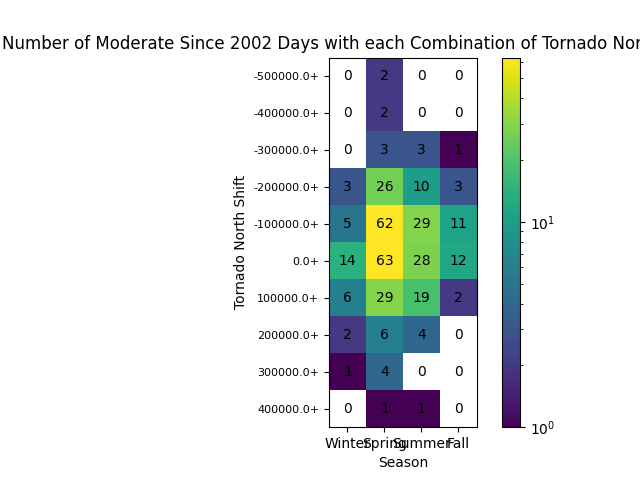 Number of Moderate Since 2002 Days with each Combination of Tornado Nor
-500000.0+ 0 2 0 0
-400000.0+ 0 2 0 0
-300000.0+ 0 3 3 1
-200000.0+ 3 26 10 3
-100000.0+ 5 62 29 11
0.0+ 14 63 28 12
100000.0+ 6 29 19 2
200000.0+ 2 6 4 0
300000.0+ 1 4 0 0
400000.0+ 0 1 1 0
Winter Spring Summer Fall
Season
Tornado North Shift
10¹
10⁰